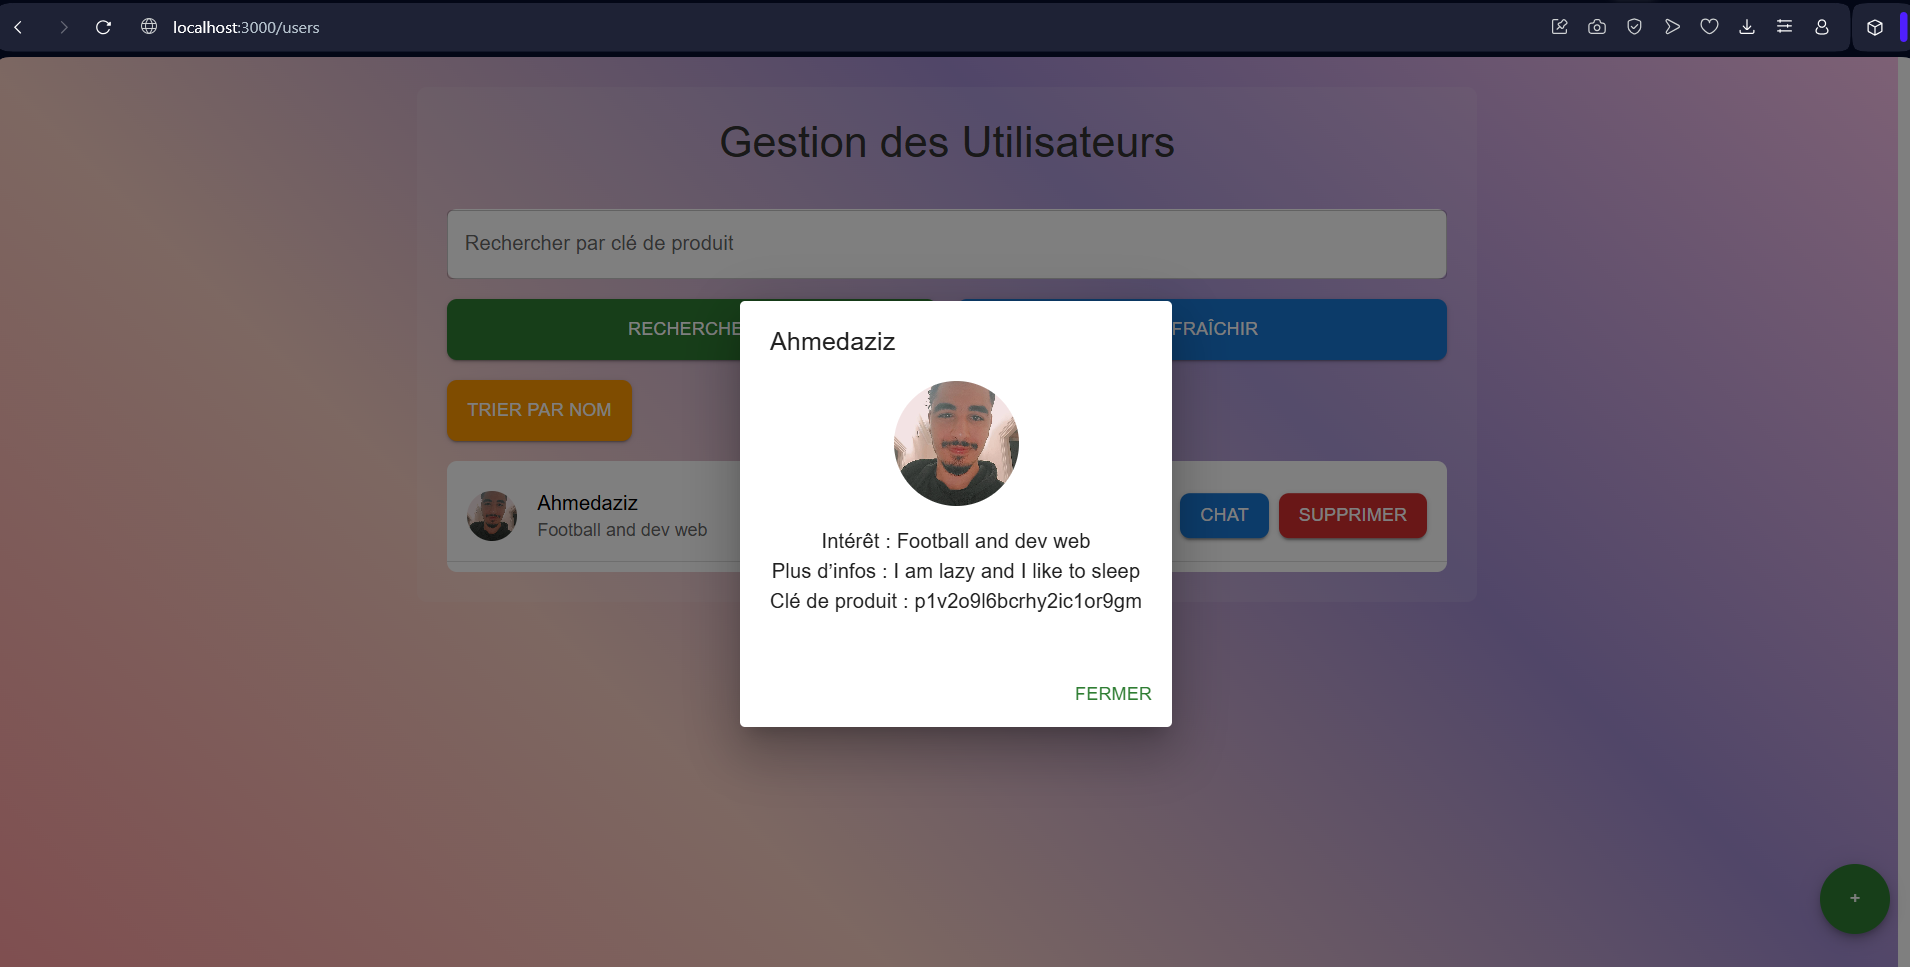 localhost:3000/users
Gestion des Utilisateurs
Rechercher par clé de produit
TRIER PAR NOM
Ahmedaziz
Football and dev web
CHAT
SUPPRIMER
Ahmedaziz
Intérêt : Football and dev web
Plus d’infos : I am lazy and I like to sleep
Clé de produit : p1v2o9l6bcrhy2ic1or9gm
FERMER
+